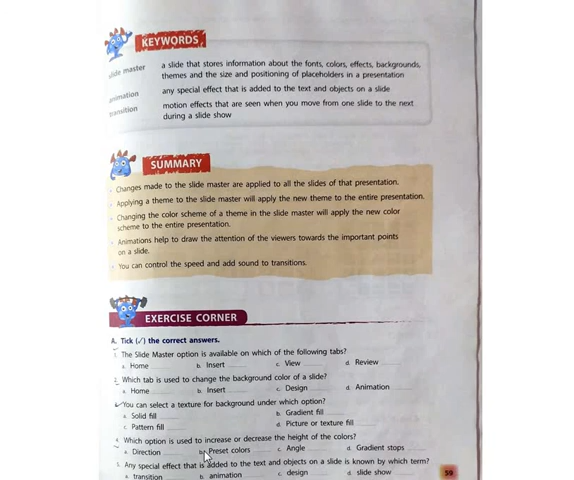 KEYWORDS
slide master a slide that stores information about the fonts, colors, effects, backgrounds,
themes and the size and positioning of placeholders in a presentation
animation any special effect that is added to the text and objects on a slide
transition motion effects that are seen when you move from one slide to the next
during a slide show
SUMMARY
Changes made to the slide master are applied to all the slides of that presentation.
Applying a theme to the slide master will apply the new theme to the entire presentation.
Changing the color scheme of a theme in the slide master will apply the new color
scheme to the entire presentation.
Animations help to draw the attention of the viewers towards the important points
on a slide.
You can control the speed and add sound to transitions.
EXERCISE CORNER
A. Tick (✓) the correct answers.
1. The Slide Master option is available on which of the following tabs?
a. Home b. Insert c. View d. Review
2. Which tab is used to change the background color of a slide?
a. Home b. Insert c. Design d. Animation
You can select a texture for background under which option?
a. Solid fill b. Gradient fill
c. Pattern fill d. Picture or texture fill
4. Which option is used to increase or decrease the height of the colors?
a. Direction b. Preset colors c. Angle d. Gradient stops
5. Any special effect that is added to the text and objects on a slide is known by which term?
a. transition b. animation c. design d. slide show
59